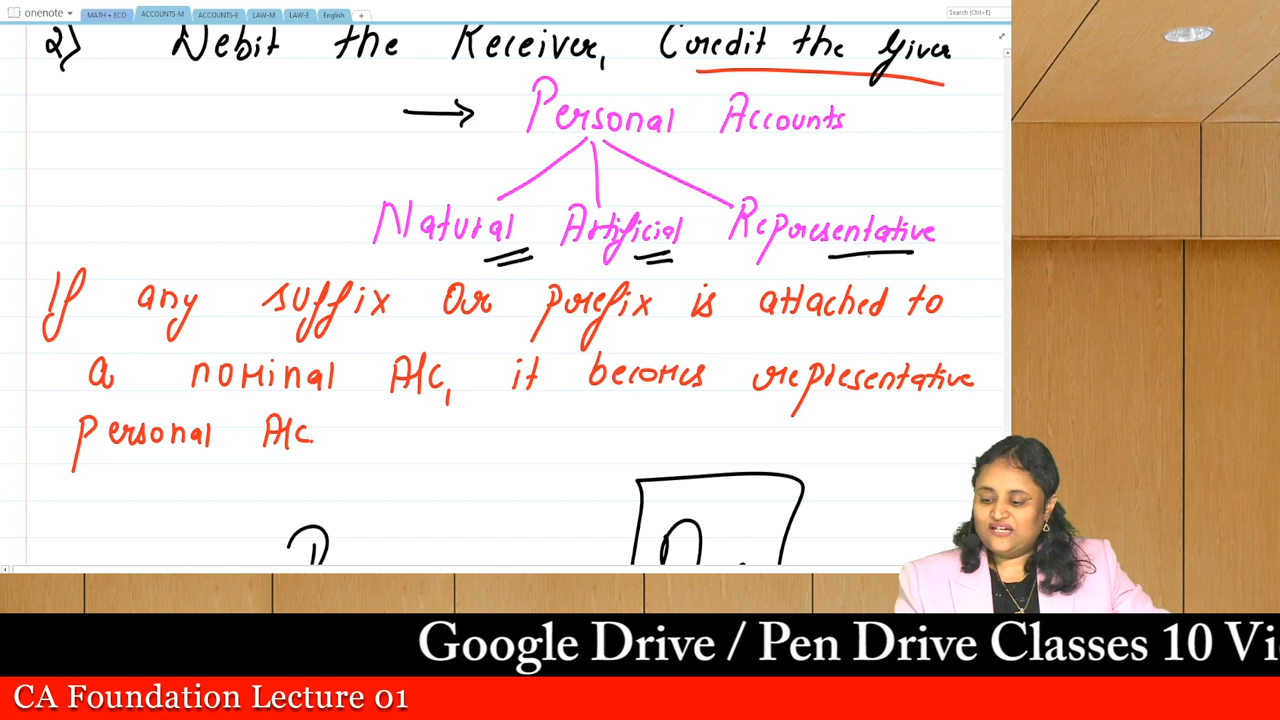 onenote
MATH + ECO ACCOUNTS-M ACCOUNTS-E LAW-M LAW-E English +
Search (Ctrl+E)
2) Debit the Receiver, Credit the Giver
→ Personal Accounts
Natural Artificial Representative
If any suffix or prefix is attached to
a nominal A/c, it becomes representative
personal A/c.
Google Drive / Pen Drive Classes 10 Vi
CA Foundation Lecture 01